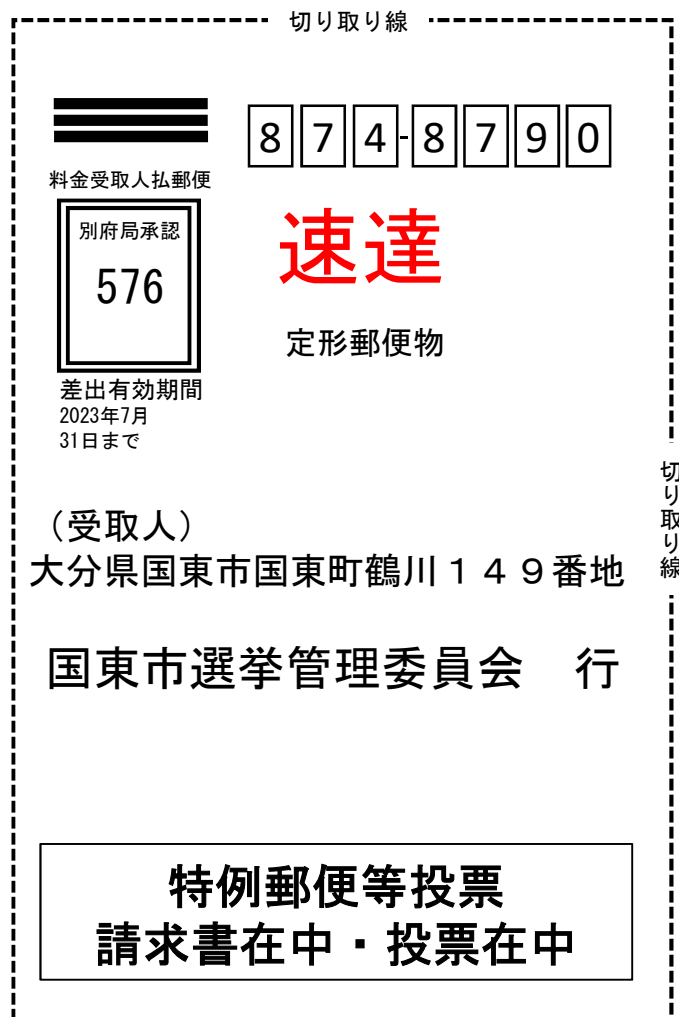 切り取り線
874-8790
料金受取人払郵便
別府局承認
576
速達
定形郵便物
差出有効期間
2023年7月
31日まで
切り取り線
（受取人）
大分県国東市国東町鶴川１４９番地
国東市選挙管理委員会　行
特例郵便等投票
請求書在中・投票在中